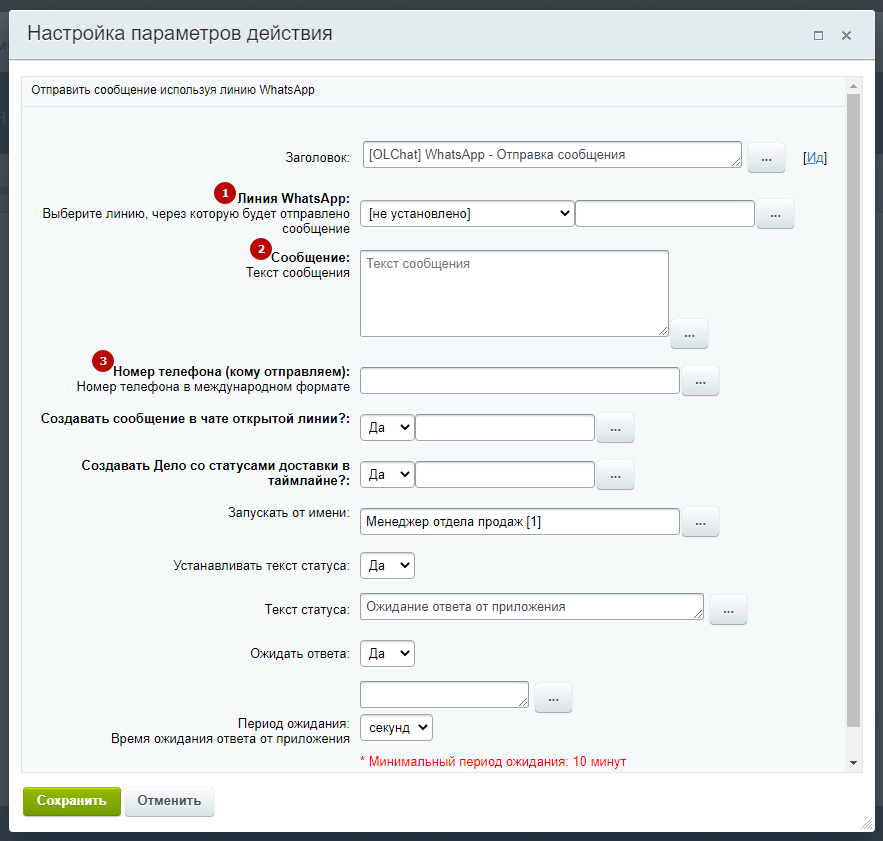 Настройка параметров действия
Отправить сообщение используя линию WhatsApp
Заголовок: [OLChat] WhatsApp - Отправка сообщения ... [Ид]
1 Линия WhatsApp:
Выберите линию, через которую будет отправлено
сообщение
[не установлено] ...
2 Сообщение:
Текст сообщения
Текст сообщения
...
3 Номер телефона (кому отправляем):
Номер телефона в международном формате
...
Создавать сообщение в чате открытой линии?: Да ...
Создавать Дело со статусами доставки в
таймлайне?:
Да ...
Запускать от имени: Менеджер отдела продаж [1] ...
Устанавливать текст статуса: Да
Текст статуса: Ожидание ответа от приложения ...
Ожидать ответа: Да
...
Период ожидания:
Время ожидания ответа от приложения
секунд
* Минимальный период ожидания: 10 минут
Сохранить Отменить